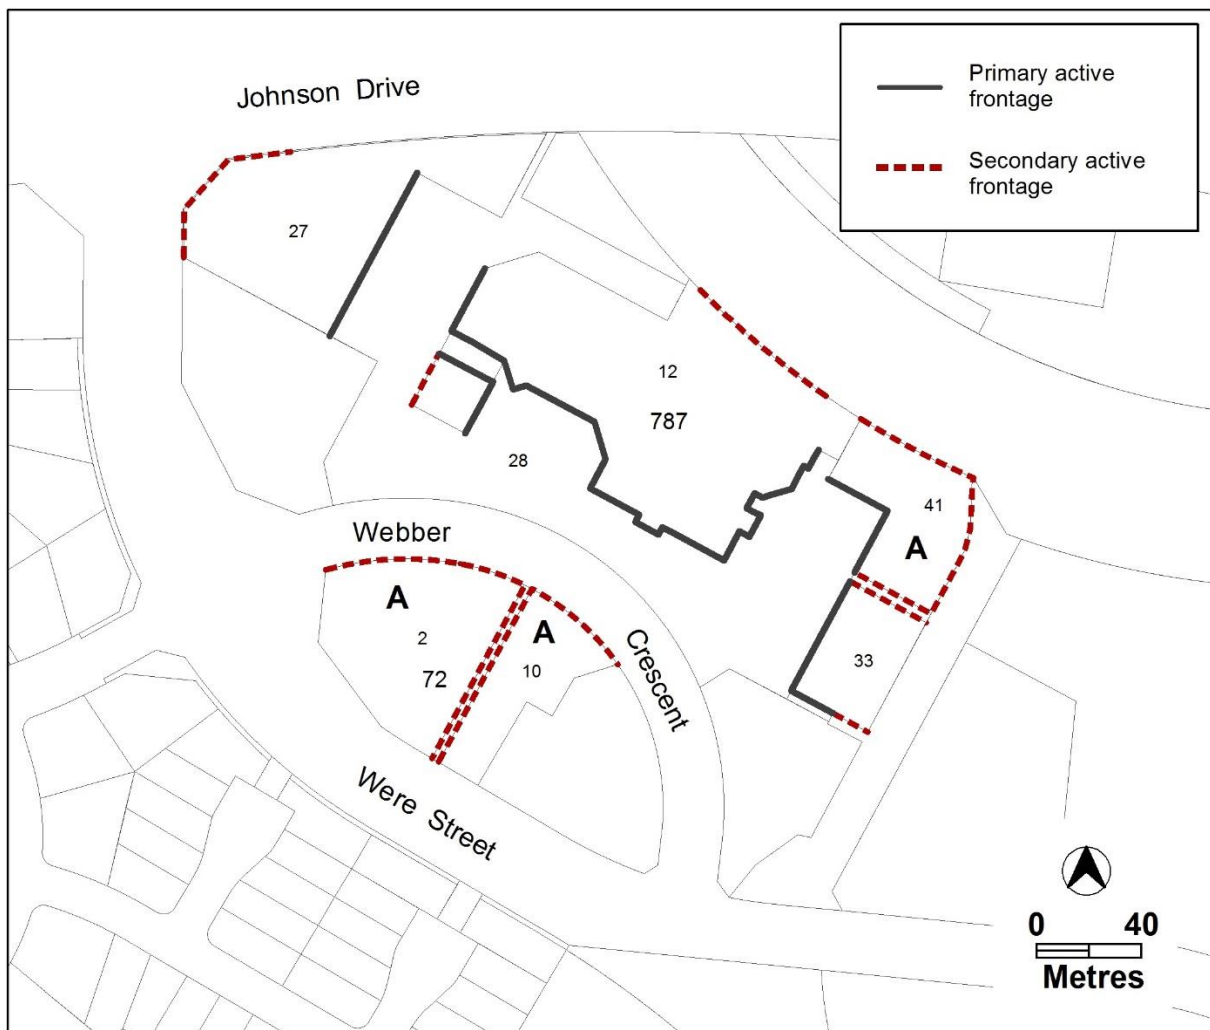 Primary active
frontage
Secondary active
frontage
Johnson Drive
27
12
787
28
41
A
Webber
A
2
72
A
10
Crescent
33
Were Street
0 40
Metres